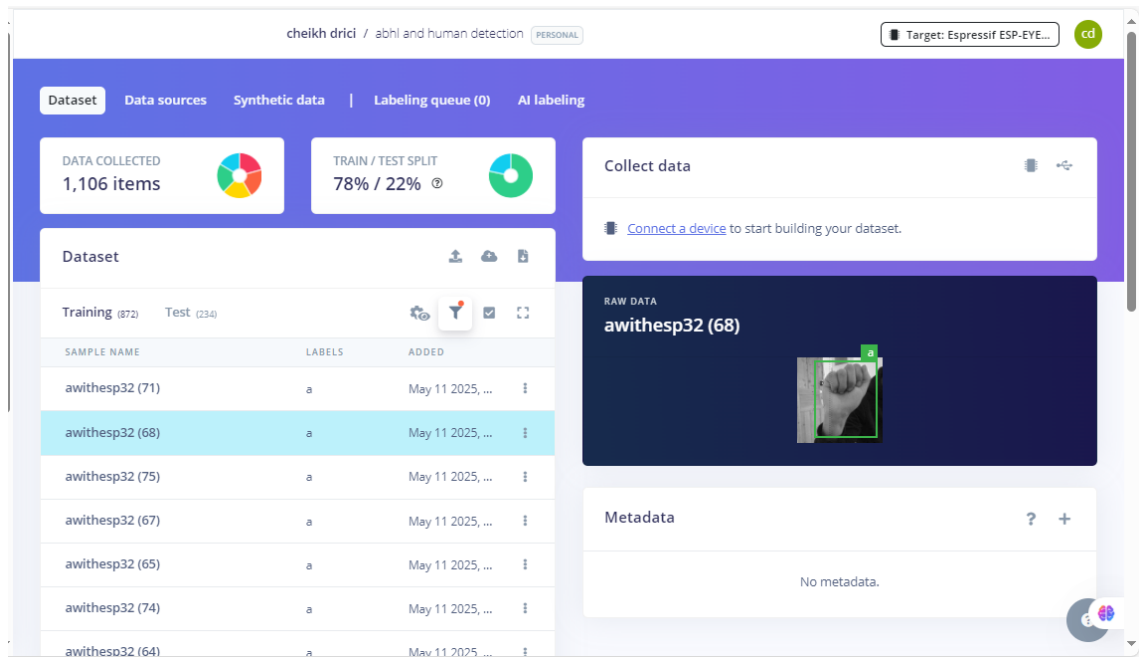 cheikh drici / abhl and human detection PERSONAL
Target: Espressif ESP-EYE...
cd
Dataset Data sources Synthetic data | Labeling queue (0) AI labeling
DATA COLLECTED
1,106 items
TRAIN / TEST SPLIT
78% / 22% ?
Collect data
Connect a device to start building your dataset.
Dataset
Training (872) Test (234)
SAMPLE NAME LABELS ADDED
awithesp32 (71) a May 11 2025, ...
awithesp32 (68) a May 11 2025, ...
awithesp32 (75) a May 11 2025, ...
awithesp32 (67) a May 11 2025, ...
awithesp32 (65) a May 11 2025, ...
awithesp32 (74) a May 11 2025, ...
awithesp32 (64) a May 11 2025, ...
RAW DATA
awithesp32 (68)
a
Metadata ? +
No metadata.